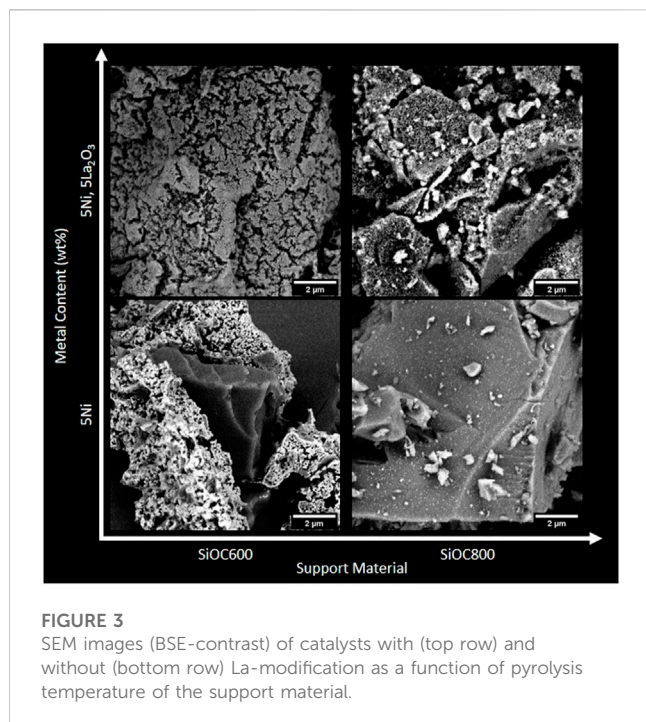 Metal Content (wt%)
5Ni, 5La₂O₃
2 µm
2 µm
5Ni
2 µm
2 µm
SiOC600
SiOC800
Support Material
FIGURE 3
SEM images (BSE-contrast) of catalysts with (top row) and
without (bottom row) La-modification as a function of pyrolysis
temperature of the support material.